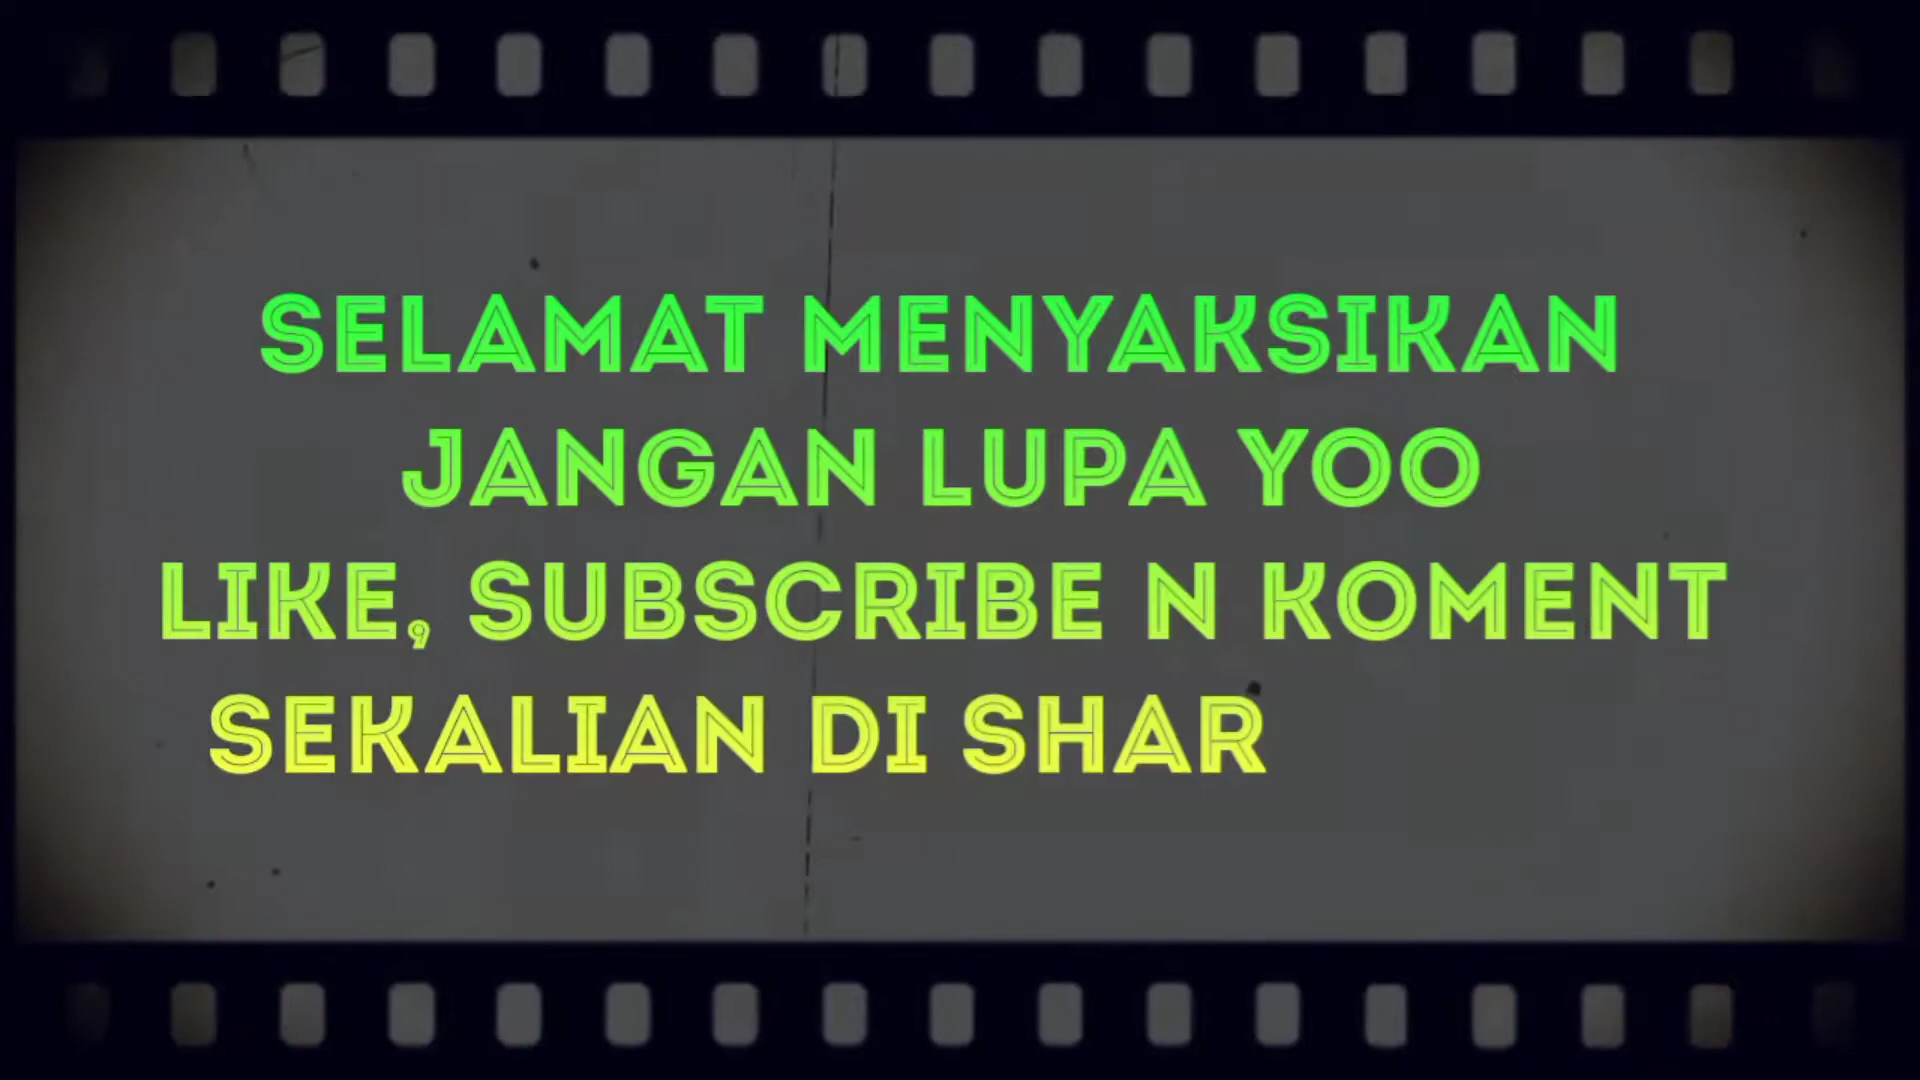 SELAMAT MENYAKSIKAN
JANGAN LUPA YOO
LIKE, SUBSCRIBE N KOMENT
SEKALIAN DI SHAR